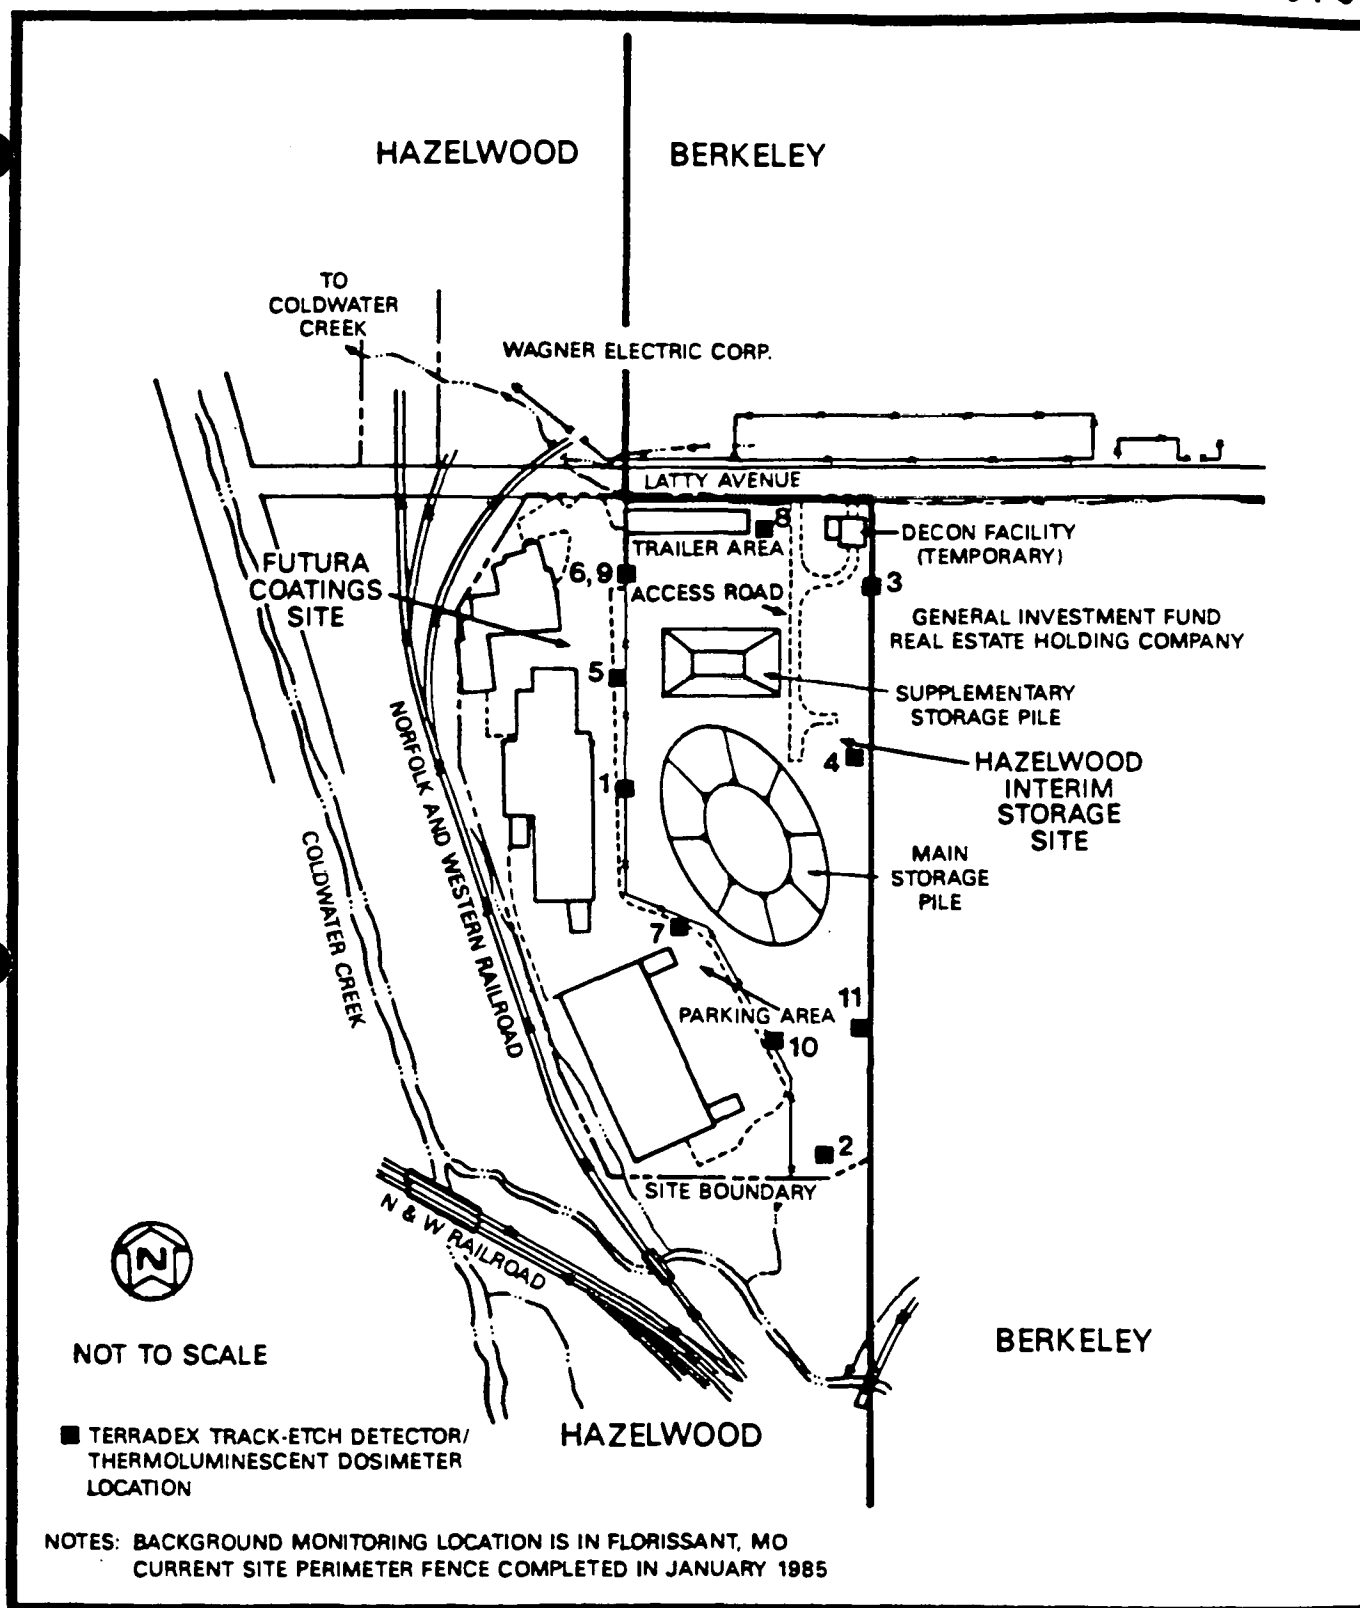 HAZELWOOD
BERKELEY
TO
COLDWATER
CREEK
WAGNER ELECTRIC CORP.
LATTY AVENUE
8
TRAILER AREA
DECON FACILITY
(TEMPORARY)
FUTURA
COATINGS
SITE
6, 9
ACCESS ROAD
3
GENERAL INVESTMENT FUND
REAL ESTATE HOLDING COMPANY
5
SUPPLEMENTARY
STORAGE PILE
4
HAZELWOOD
INTERIM
STORAGE
SITE
1
NORFOLK AND WESTERN RAILROAD
COLDWATER CREEK
MAIN
STORAGE
PILE
7
11
PARKING AREA
10
2
SITE BOUNDARY
N & W RAILROAD
N
NOT TO SCALE
BERKELEY
HAZELWOOD
TERRADEX TRACK-ETCH DETECTOR/
THERMOLUMINESCENT DOSIMETER
LOCATION
NOTES: BACKGROUND MONITORING LOCATION IS IN FLORISSANT, MO
CURRENT SITE PERIMETER FENCE COMPLETED IN JANUARY 1985